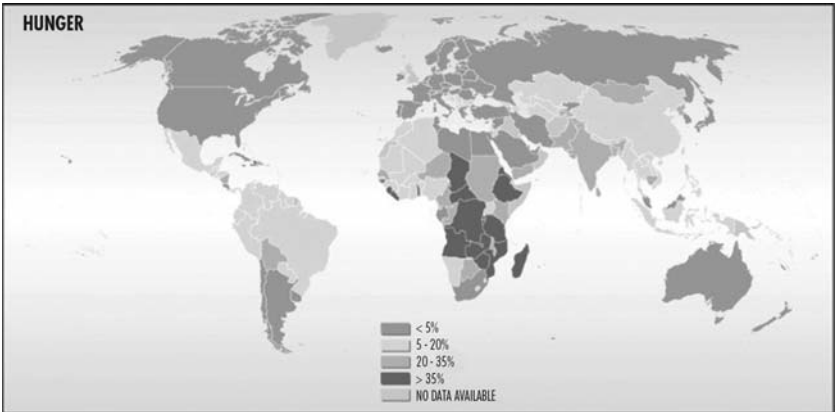 HUNGER
< 5%
5 - 20%
20 - 35%
> 35%
NO DATA AVAILABLE